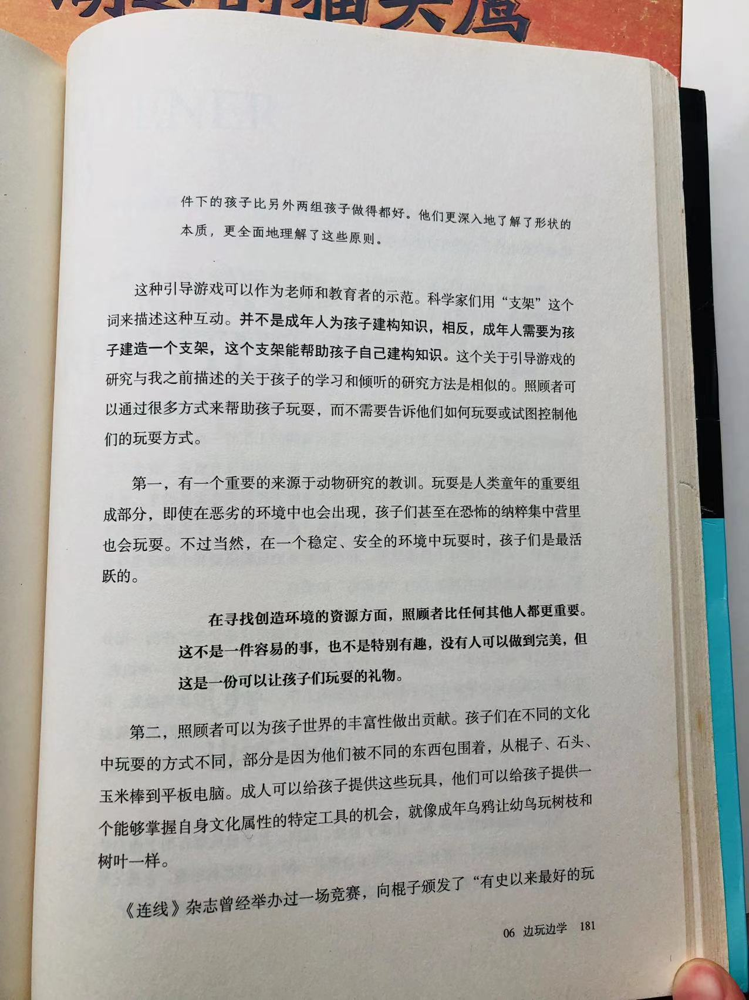 的猫头鹰
件下的孩子比另外两组孩子做得都好。他们更深入地了解了形状的
本质，更全面地理解了这些原则。
这种引导游戏可以作为老师和教育者的示范。科学家们用“支架”这个
词来描述这种互动。并不是成年人为孩子建构知识，相反，成年人需要为孩
子建造一个支架，这个支架能帮助孩子自己建构知识。这个关于引导游戏的
研究与我之前描述的关于孩子的学习和倾听的研究方法是相似的。照顾者可
以通过很多方式来帮助孩子玩耍，而不需要告诉他们如何玩耍或试图控制他
们的玩耍方式。
第一，有一个重要的来源于动物研究的教训。玩耍是人类童年的重要组
成部分，即使在恶劣的环境中也会出现，孩子们甚至在恐怖的纳粹集中营里
也会玩耍。不过当然，在一个稳定、安全的环境中玩耍时，孩子们是最活
跃的。
在寻找创造环境的资源方面，照顾者比任何其他人都更重要。
这不是一件容易的事，也不是特别有趣，没有人可以做到完美，但
这是一份可以让孩子们玩耍的礼物。
第二，照顾者可以为孩子世界的丰富性做出贡献。孩子们在不同的文化
中玩耍的方式不同，部分是因为他们被不同的东西包围着，从棍子、石头、
玉米棒到平板电脑。成人可以给孩子提供这些玩具，他们可以给孩子提供一
个能够掌握自身文化属性的特定工具的机会，就像成年乌鸦让幼鸟玩树枝和
树叶一样。
《连线》杂志曾经举办过一场竞赛，向棍子颁发了“有史以来最好的玩
06 边玩边学 181